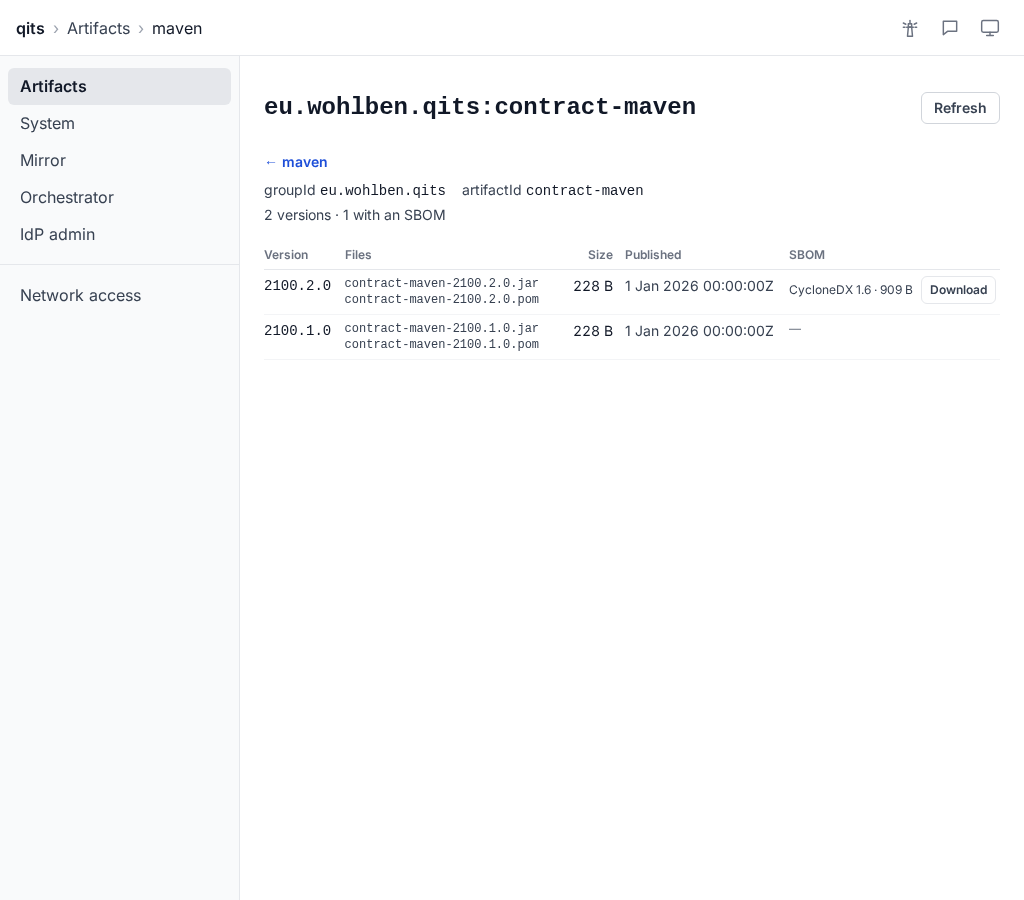 qits › Artifacts › maven
Artifacts
System
Mirror
Orchestrator
IdP admin
Network access
eu.wohlben.qits:contract-maven
Refresh
← maven
groupId eu.wohlben.qits artifactId contract-maven
2 versions · 1 with an SBOM
Version Files Size Published SBOM
2100.2.0 contract-maven-2100.2.0.jar 228 B 1 Jan 2026 00:00:00Z CycloneDX 1.6 · 909 B Download
contract-maven-2100.2.0.pom
2100.1.0 contract-maven-2100.1.0.jar 228 B 1 Jan 2026 00:00:00Z —
contract-maven-2100.1.0.pom